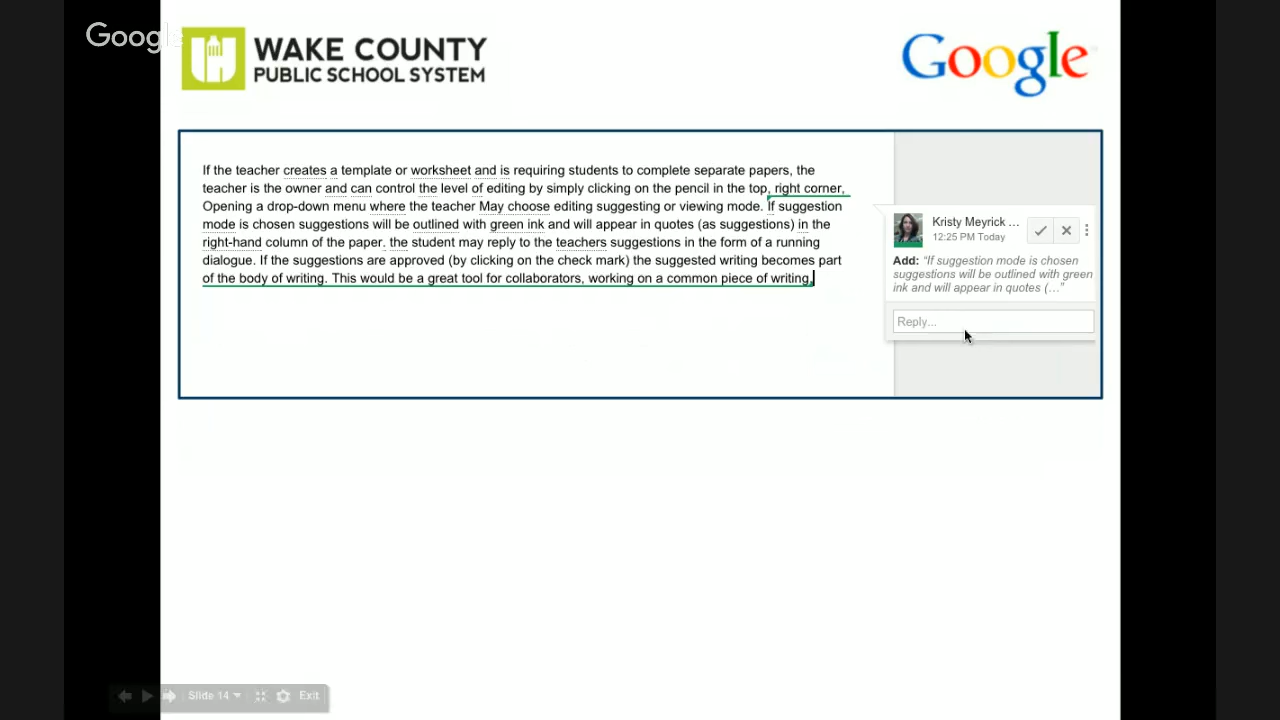 Google
WAKE COUNTY
PUBLIC SCHOOL SYSTEM
Google
If the teacher creates a template or worksheet and is requiring students to complete separate papers, the
teacher is the owner and can control the level of editing by simply clicking on the pencil in the top, right corner,
Opening a drop-down menu where the teacher May choose editing suggesting or viewing mode. If suggestion
mode is chosen suggestions will be outlined with green ink and will appear in quotes (as suggestions) in the
right-hand column of the paper. the student may reply to the teachers suggestions in the form of a running
dialogue. If the suggestions are approved (by clicking on the check mark) the suggested writing becomes part
of the body of writing. This would be a great tool for collaborators, working on a common piece of writing.
Kristy Meyrick ...
12:25 PM Today
Add: “If suggestion mode is chosen
suggestions will be outlined with green
ink and will appear in quotes (…”
Reply...
Slide 14
Exit